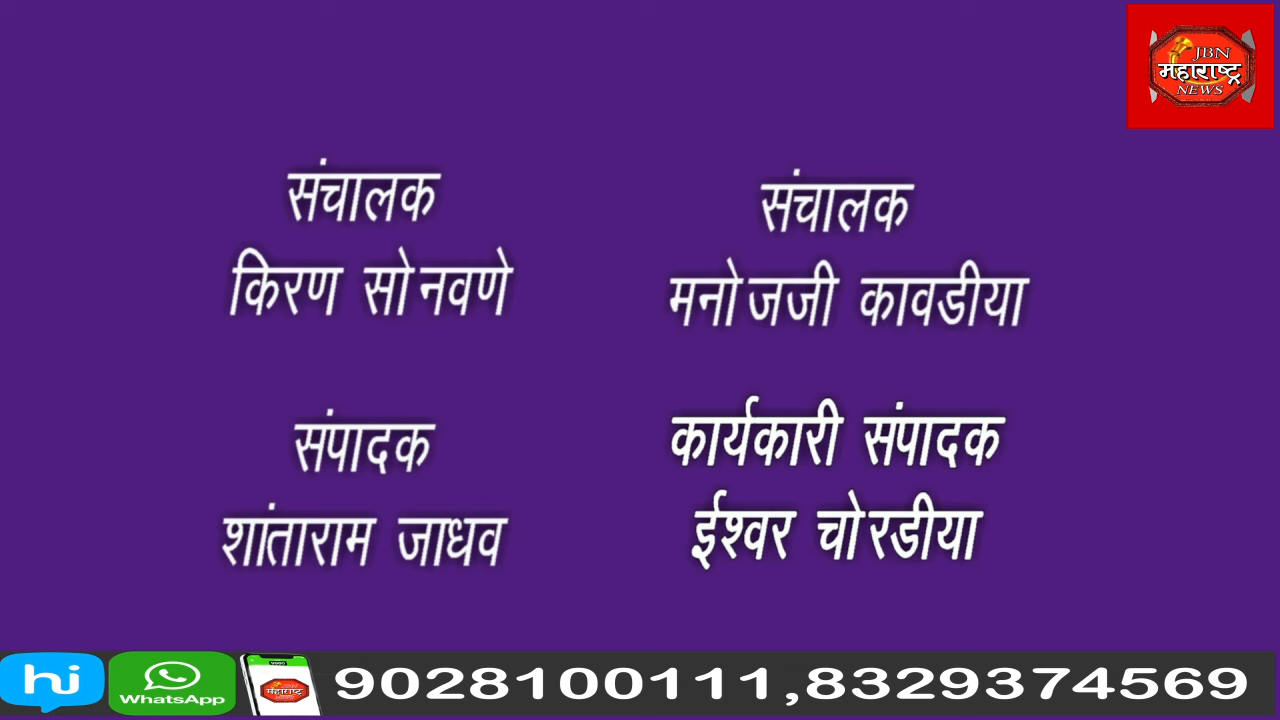 JBN
महाराष्ट्र
NEWS
संचालक
किरण सोनवणे
संचालक
मनोजजी कावडीया
संपादक
शांताराम जाधव
कार्यकारी संपादक
ईश्वर चोरडीया
hi
WhatsApp
महाराष्ट्र
9028100111,8329374569